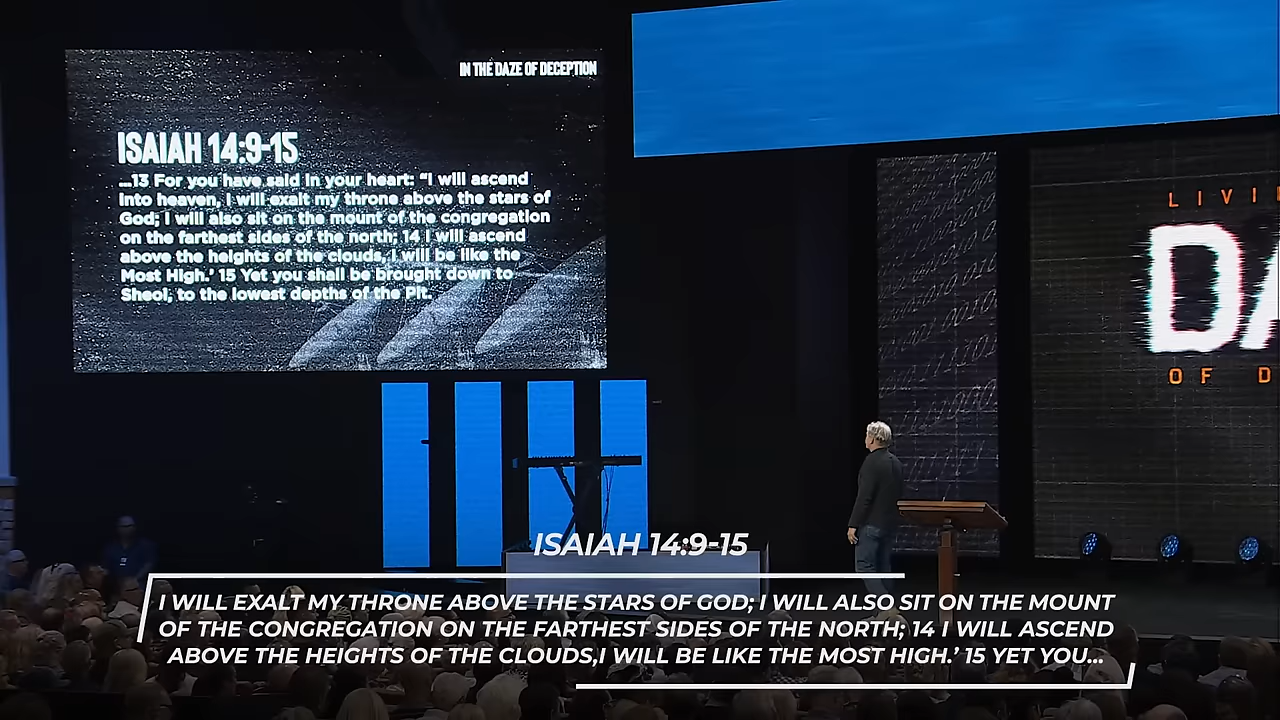 IN THE DAZE OF DECEPTION
ISAIAH 14:9-15
...13 For you have said in your heart: “I will ascend
into heaven, I will exalt my throne above the stars of
God; I will also sit on the mount of the congregation
on the farthest sides of the north; 14 I will ascend
above the heights of the clouds, I will be like the
Most High.’ 15 Yet you shall be brought down to
Sheol, to the lowest depths of the Pit.
LIVI
DA
OF D
ISAIAH 14:9-15
I WILL EXALT MY THRONE ABOVE THE STARS OF GOD; I WILL ALSO SIT ON THE MOUNT
OF THE CONGREGATION ON THE FARTHEST SIDES OF THE NORTH; 14 I WILL ASCEND
ABOVE THE HEIGHTS OF THE CLOUDS,I WILL BE LIKE THE MOST HIGH.’ 15 YET YOU...